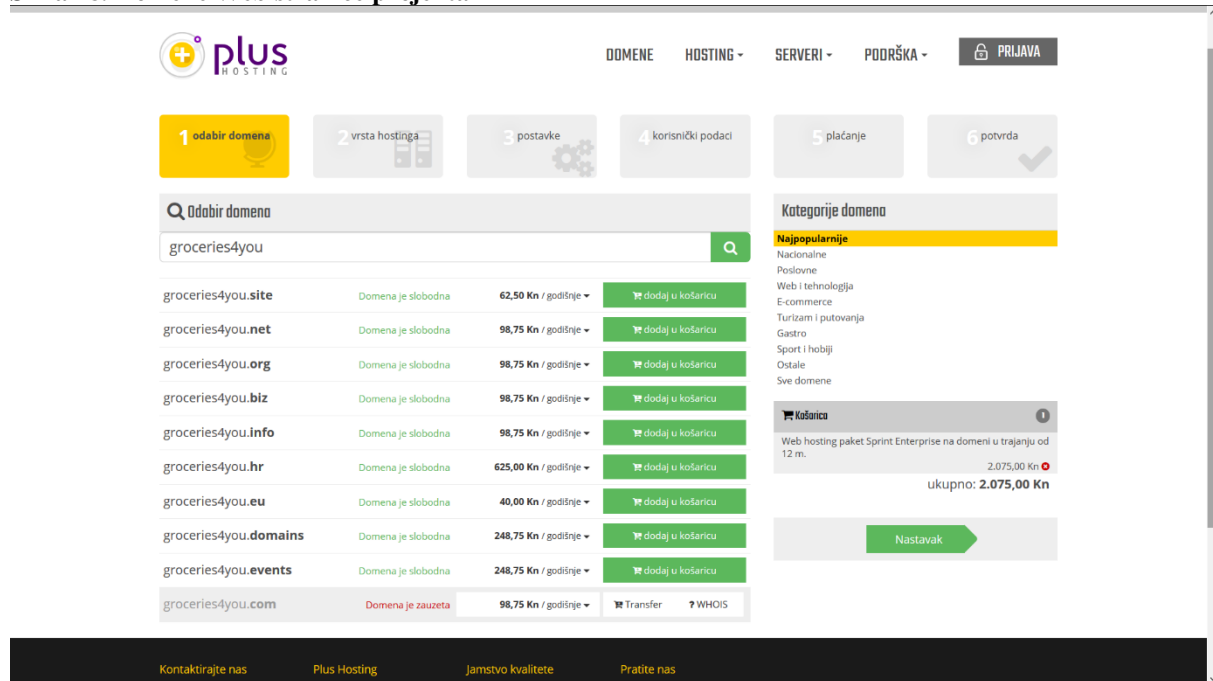 plus
HOSTING
DOMENE HOSTING SERVERI PODRŠKA PRIJAVA
1 odabir domena 2 vrsta hostinga 3 postavke 4 korisnički podaci 5 plaćanje 6 potvrda
Odabir domena
groceries4you
groceries4you.site Domena je slobodna 62,50 Kn / godišnje dodaj u košaricu
groceries4you.net Domena je slobodna 98,75 Kn / godišnje dodaj u košaricu
groceries4you.org Domena je slobodna 98,75 Kn / godišnje dodaj u košaricu
groceries4you.biz Domena je slobodna 98,75 Kn / godišnje dodaj u košaricu
groceries4you.info Domena je slobodna 98,75 Kn / godišnje dodaj u košaricu
groceries4you.hr Domena je slobodna 625,00 Kn / godišnje dodaj u košaricu
groceries4you.eu Domena je slobodna 40,00 Kn / godišnje dodaj u košaricu
groceries4you.domains Domena je slobodna 248,75 Kn / godišnje dodaj u košaricu
groceries4you.events Domena je slobodna 248,75 Kn / godišnje dodaj u košaricu
groceries4you.com Domena je zauzeta 98,75 Kn / godišnje Transfer ? WHOIS
Kategorije domena
Najpopularnije
Nacionalne
Poslovne
Web i tehnologija
E-commerce
Turizam i putovanja
Gastro
Sport i hobiji
Ostale
Sve domene
Košarica 1
Web hosting paket Sprint Enterprise na domeni u trajanju od
12 m.
2.075,00 Kn
ukupno: 2.075,00 Kn
Nastavak
Kontaktirajte nas Plus Hosting Jamstvo kvalitete Pratite nas